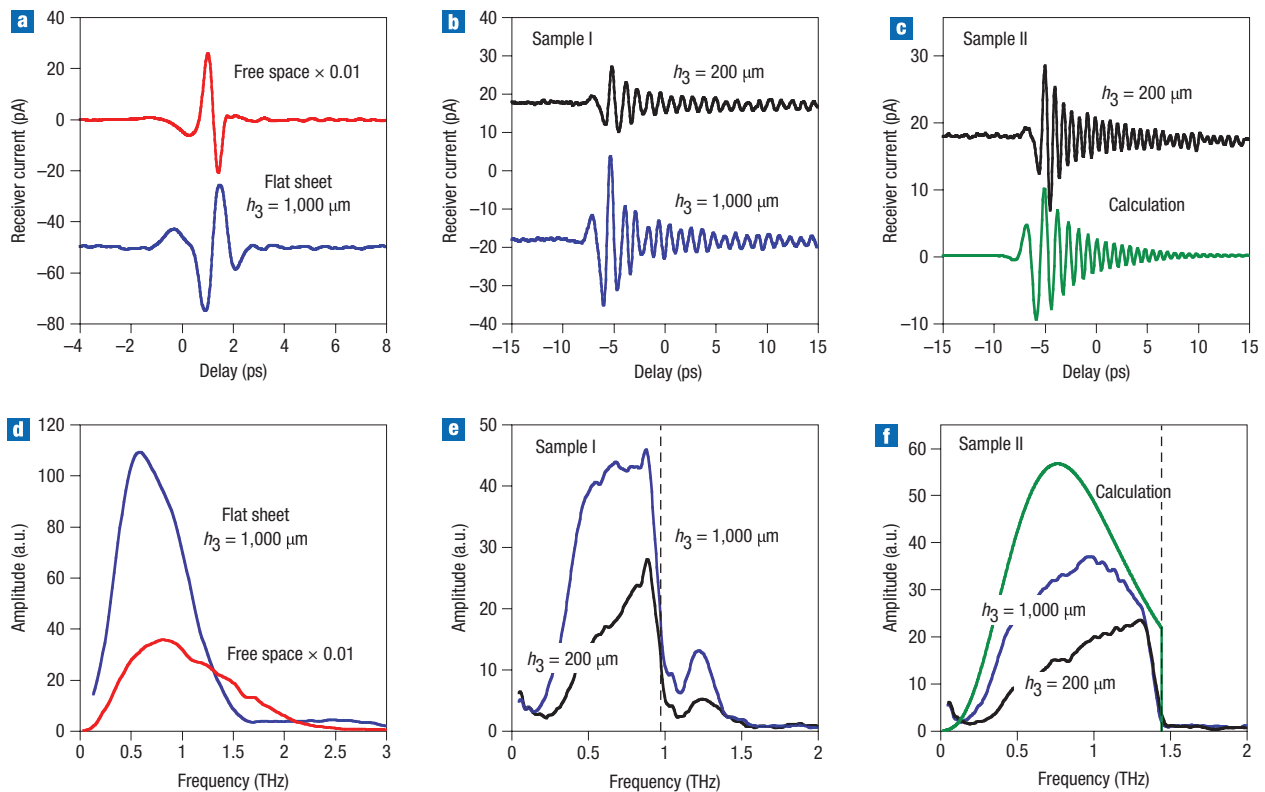 a
40
20
0
−20
−40
−60
−80
−4
−2
0
2
4
6
8
Receiver current (pA)
Delay (ps)
Free space × 0.01
Flat sheet
h3 = 1,000 μm
b
40
30
20
10
0
−10
−20
−30
−40
−15
−10
−5
0
5
10
15
Receiver current (pA)
Delay (ps)
Sample I
h3 = 200 μm
h3 = 1,000 μm
c
30
20
10
0
−10
−15
−10
−5
0
5
10
15
Receiver current (pA)
Delay (ps)
Sample II
h3 = 200 μm
Calculation
d
120
100
80
60
40
20
0
0
0.5
1
1.5
2
2.5
3
Amplitude (a.u.)
Frequency (THz)
Flat sheet
h3 = 1,000 μm
Free space × 0.01
e
50
40
30
20
10
0
0
0.5
1
1.5
2
Amplitude (a.u.)
Frequency (THz)
Sample I
h3 = 1,000 μm
h3 = 200 μm
f
60
50
40
30
20
10
0
0
0.5
1
1.5
2
Amplitude (a.u.)
Frequency (THz)
Sample II
Calculation
h3 = 1,000 μm
h3 = 200 μm